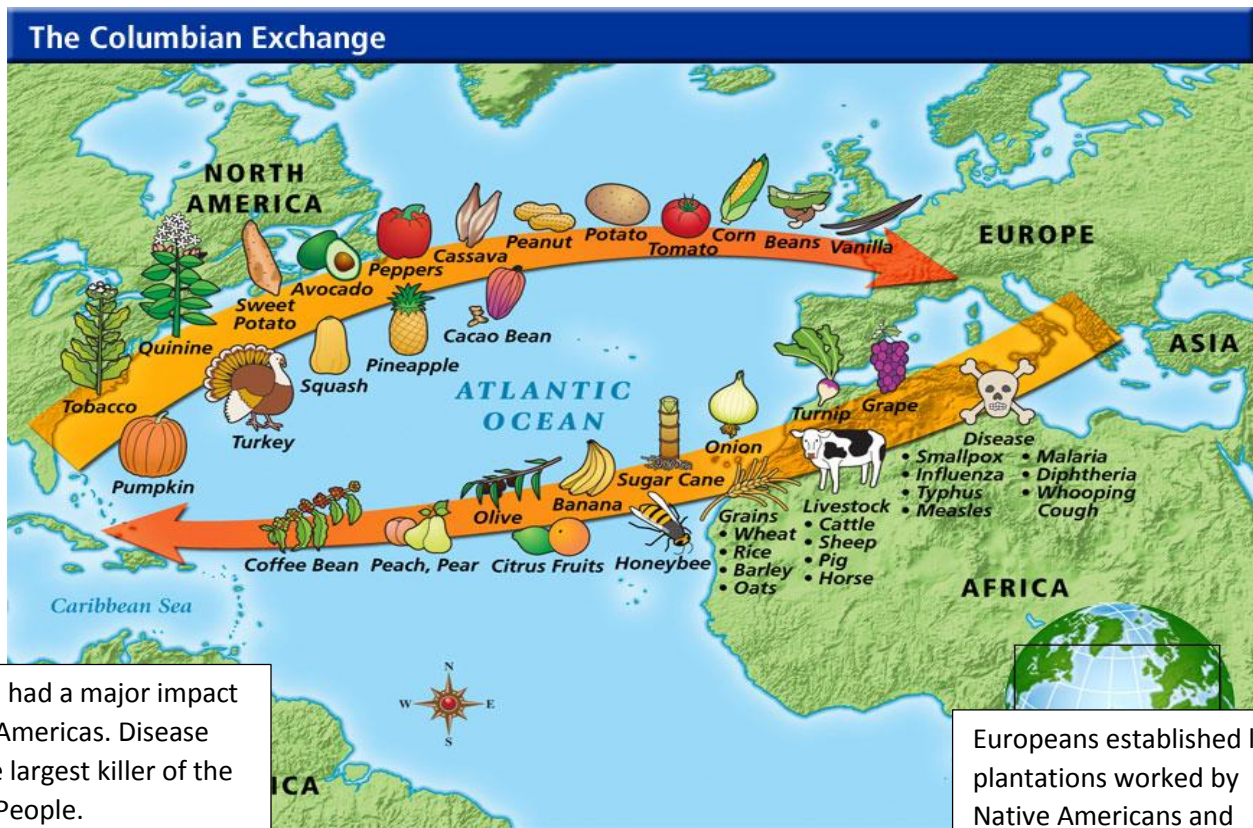 The Columbian Exchange
NORTH
AMERICA
EUROPE
ASIA
AFRICA
ATLANTIC
OCEAN
Caribbean Sea
Tobacco
Quinine
Sweet
Potato
Avocado
Peppers
Cassava
Peanut
Potato
Tomato
Corn
Beans
Vanilla
Pumpkin
Turkey
Squash
Pineapple
Cacao Bean
Coffee Bean
Peach, Pear
Olive
Citrus Fruits
Banana
Honeybee
Sugar Cane
Onion
Turnip
Grape
Grains
• Wheat
• Rice
• Barley
• Oats
Livestock
• Cattle
• Sheep
• Pig
• Horse
Disease
• Smallpox
• Influenza
• Typhus
• Measles
• Malaria
• Diphtheria
• Whooping
Cough
N
W
E
S
ICA
had a major impact
Americas. Disease
largest killer of the
People.
Europeans established
plantations worked by
Native Americans and